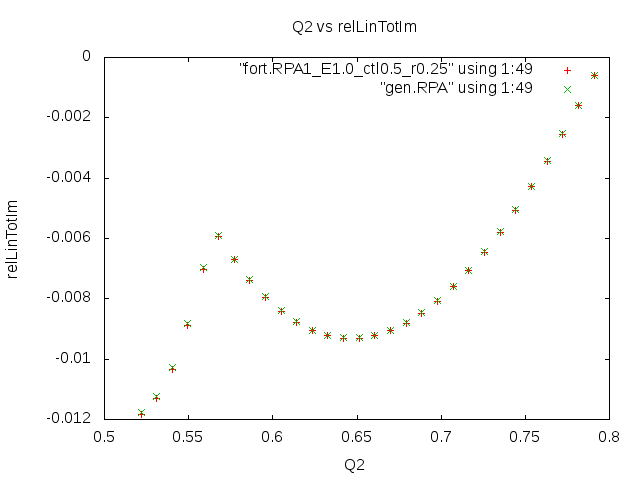 Q2 vs relLinTotIm
"fort.RPA1_E1.0_ctl0.5_r0.25" using 1:49
"gen.RPA" using 1:49
0
-0.002
-0.004
-0.006
-0.008
-0.01
-0.012
relLinTotIm
0.5 0.55 0.6 0.65 0.7 0.75 0.8
Q2